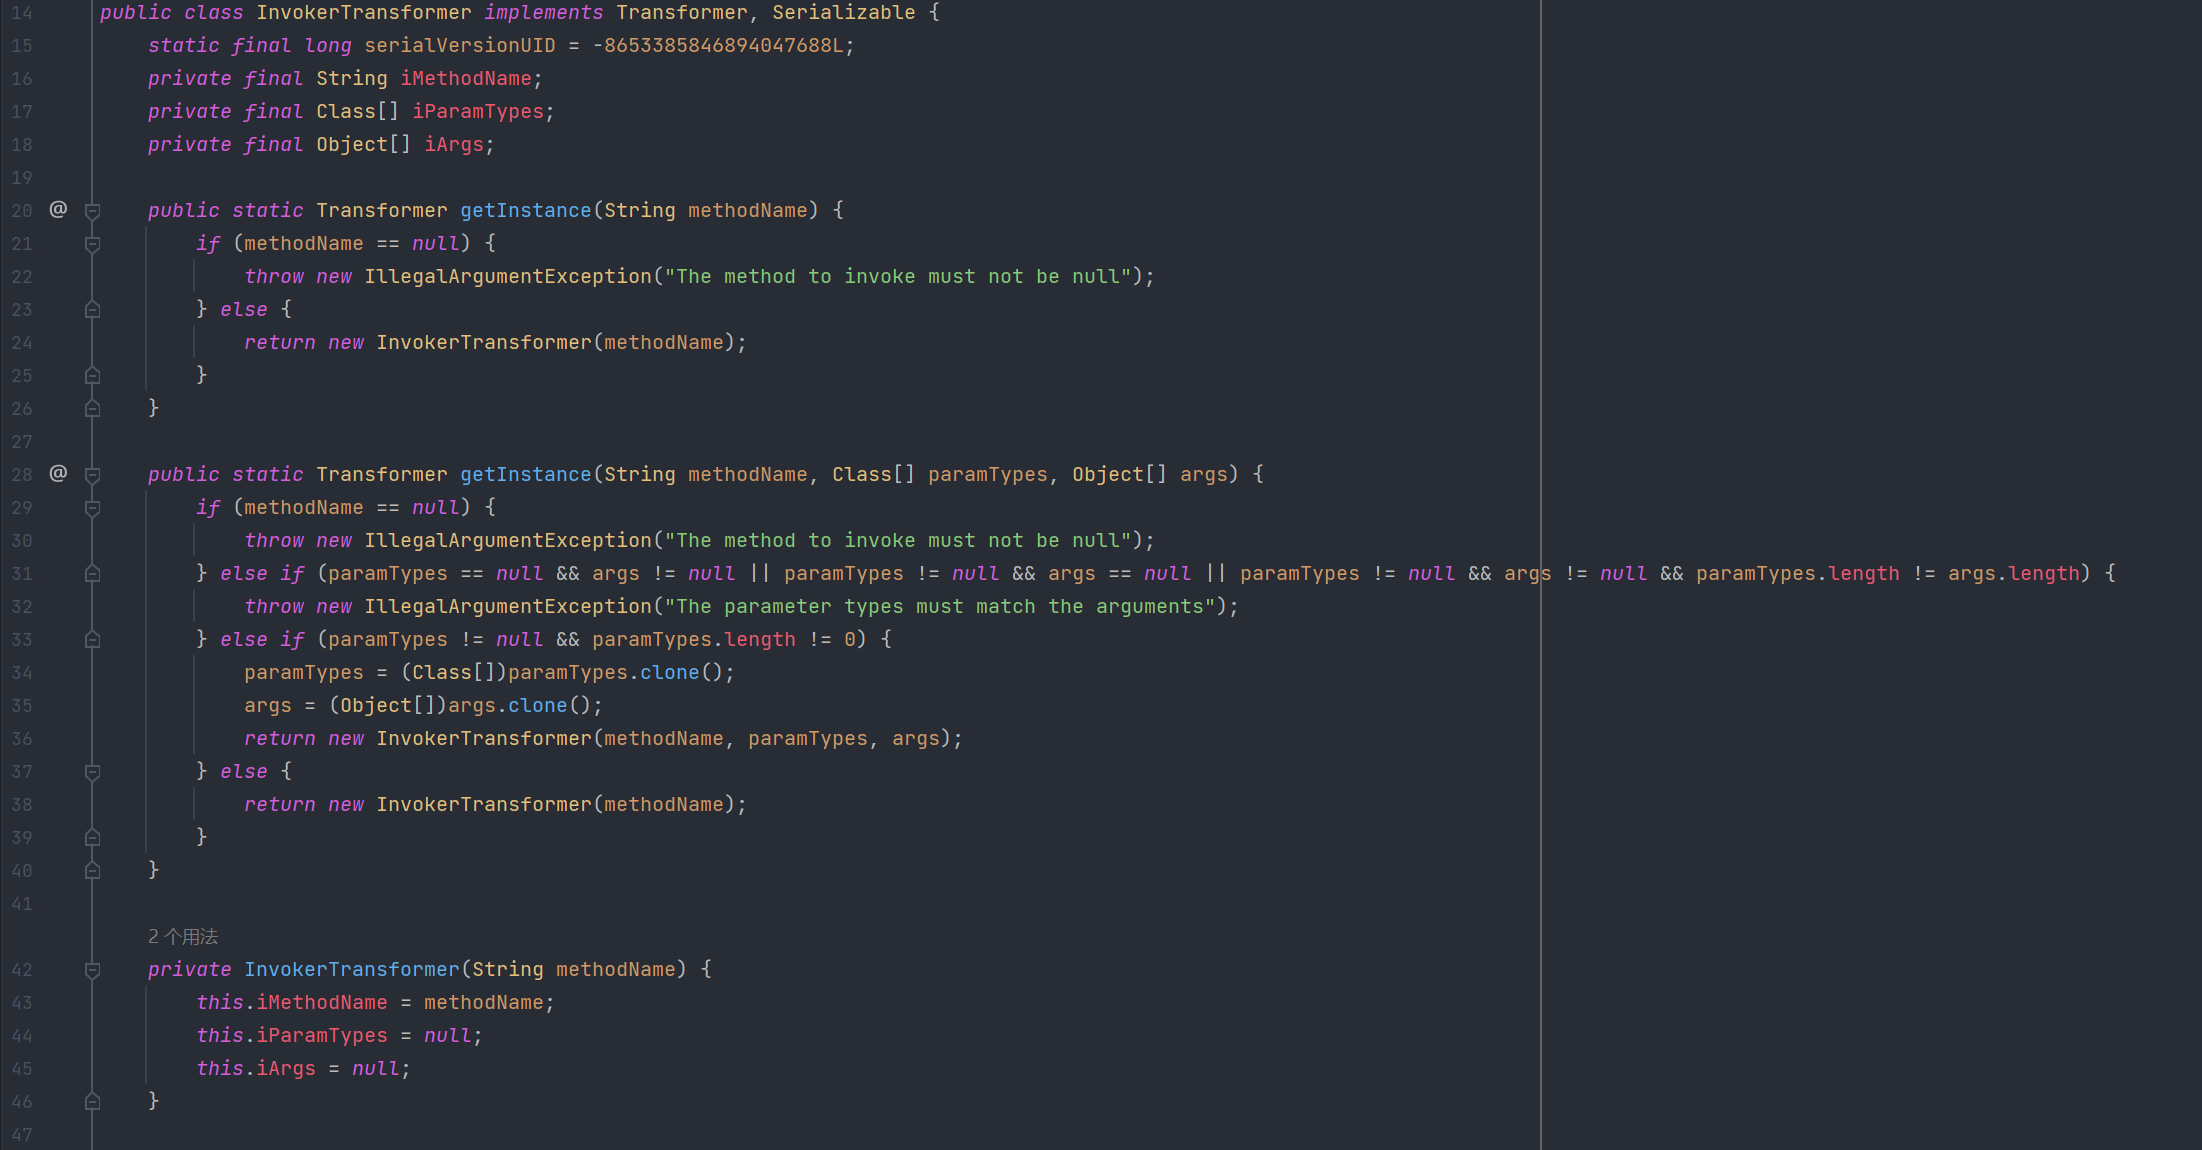 14 public class InvokerTransformer implements Transformer, Serializable {
15     static final long serialVersionUID = -8653385846894047688L;
16     private final String iMethodName;
17     private final Class[] iParamTypes;
18     private final Object[] iArgs;
19
20 @     public static Transformer getInstance(String methodName) {
21         if (methodName == null) {
22             throw new IllegalArgumentException("The method to invoke must not be null");
23         } else {
24             return new InvokerTransformer(methodName);
25         }
26     }
27
28 @     public static Transformer getInstance(String methodName, Class[] paramTypes, Object[] args) {
29         if (methodName == null) {
30             throw new IllegalArgumentException("The method to invoke must not be null");
31         } else if (paramTypes == null && args != null || paramTypes != null && args == null || paramTypes != null && args != null && paramTypes.length != args.length) {
32             throw new IllegalArgumentException("The parameter types must match the arguments");
33         } else if (paramTypes != null && paramTypes.length != 0) {
34             paramTypes = (Class[])paramTypes.clone();
35             args = (Object[])args.clone();
36             return new InvokerTransformer(methodName, paramTypes, args);
37         } else {
38             return new InvokerTransformer(methodName);
39         }
40     }
41
2 个用法
42     private InvokerTransformer(String methodName) {
43         this.iMethodName = methodName;
44         this.iParamTypes = null;
45         this.iArgs = null;
46     }
47